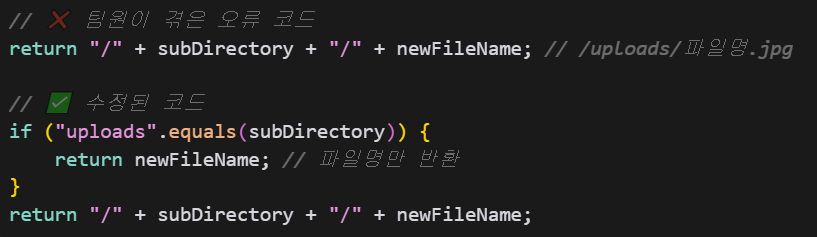 // ❌ 팀원이 겪은 오류 코드
return "/" + subDirectory + "/" + newFileName; // /uploads/파일명.jpg
// ✅ 수정된 코드
if ("uploads".equals(subDirectory)) {
    return newFileName; // 파일명만 반환
}
return "/" + subDirectory + "/" + newFileName;